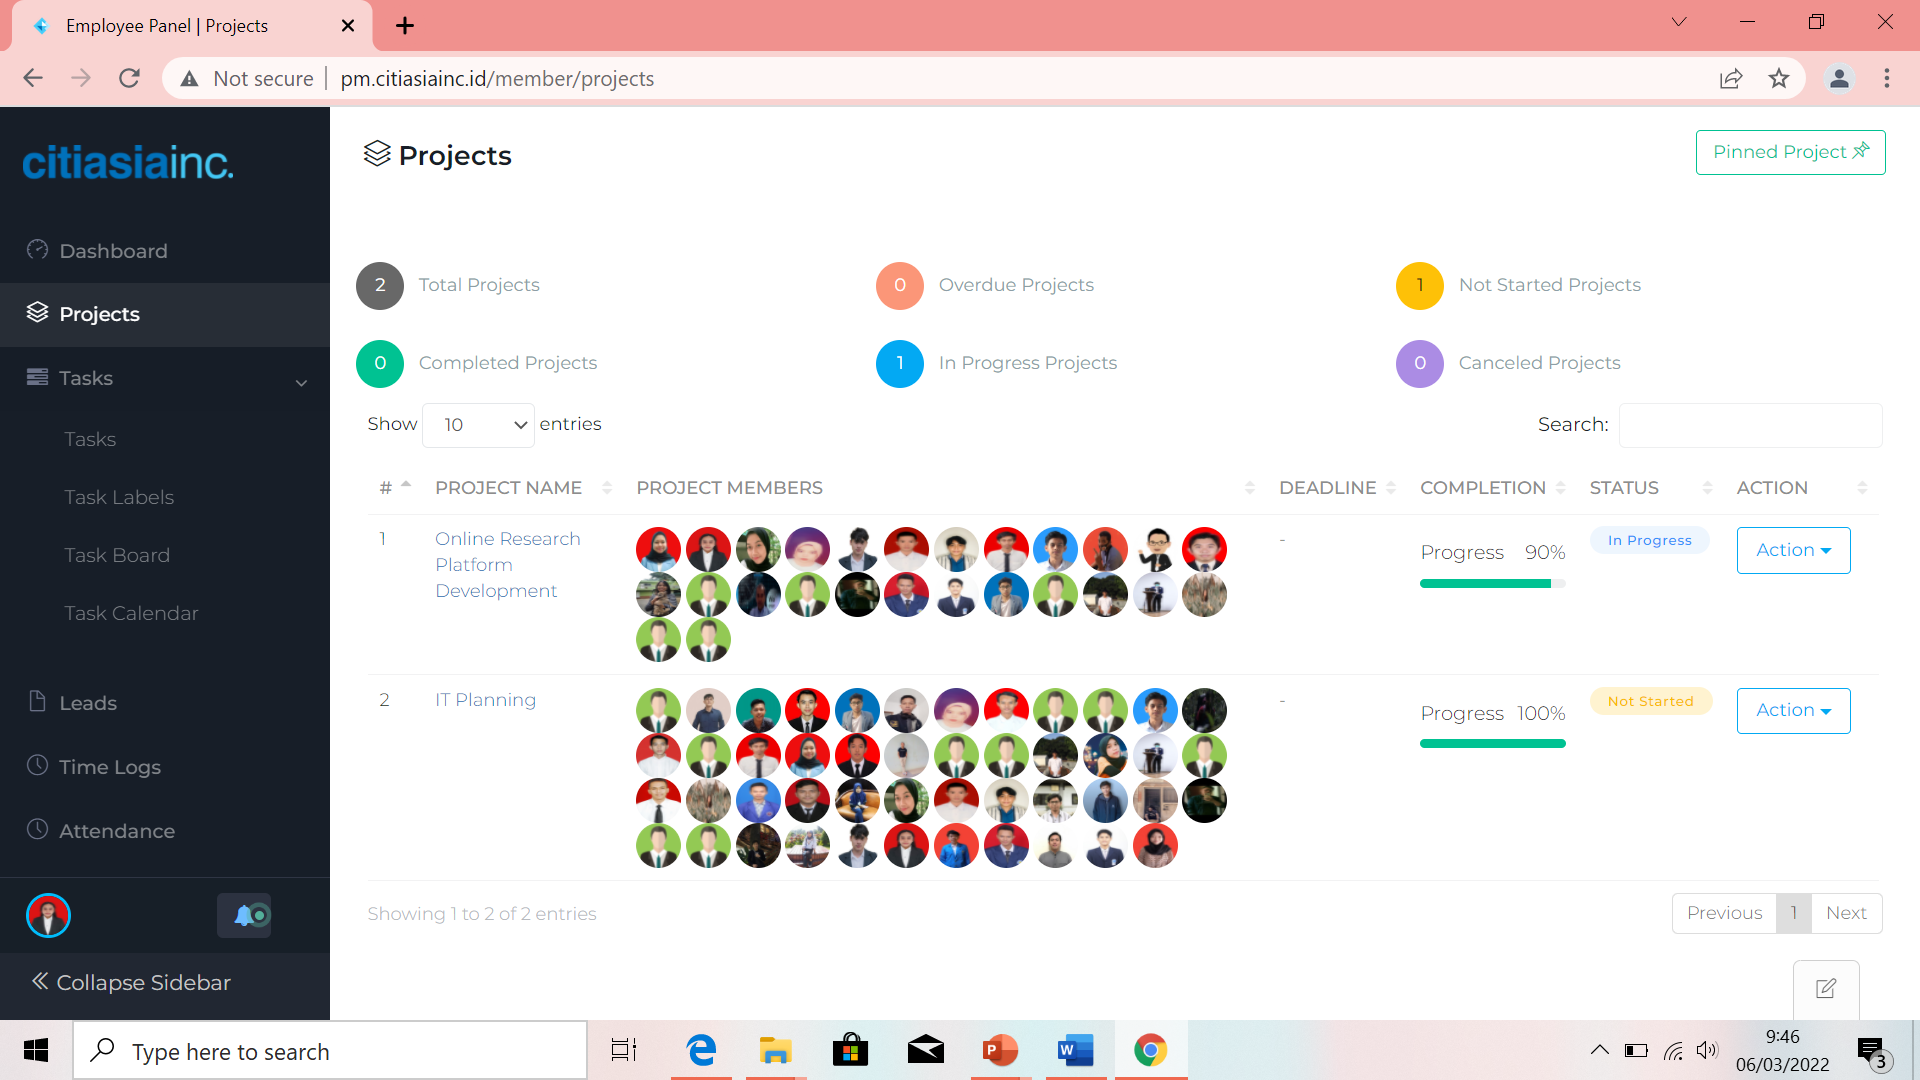 Employee Panel | Projects
Not secure
pm.citiasiainc.id/member/projects
citiasiainc.
Dashboard
Projects
Tasks
Tasks
Task Labels
Task Board
Task Calendar
Leads
Time Logs
Attendance
Collapse Sidebar
Projects
Pinned Project
2 Total Projects
0 Overdue Projects
1 Not Started Projects
0 Completed Projects
1 In Progress Projects
0 Canceled Projects
Show 10 entries
Search:
# PROJECT NAME PROJECT MEMBERS DEADLINE COMPLETION STATUS ACTION
1 Online Research - Progress 90% In Progress Action
Platform
Development
2 IT Planning - Progress 100% Not Started Action
Showing 1 to 2 of 2 entries
Previous 1 Next
Type here to search
9:46
06/03/2022
3